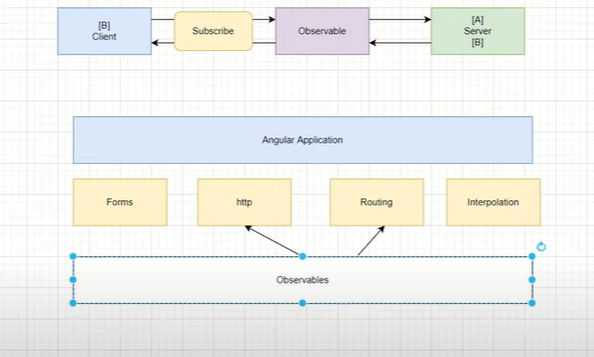 [B]
Client
Subscribe
Observable
[A]
Server
[B]
Angular Application
Forms
http
Routing
Interpolation
Observables